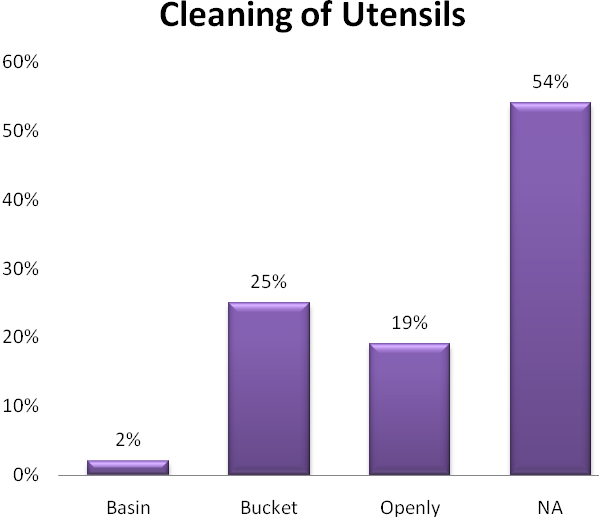 Cleaning of Utensils
60%
50%
40%
30%
20%
10%
0%
2%
25%
19%
54%
Basin
Bucket
Openly
NA